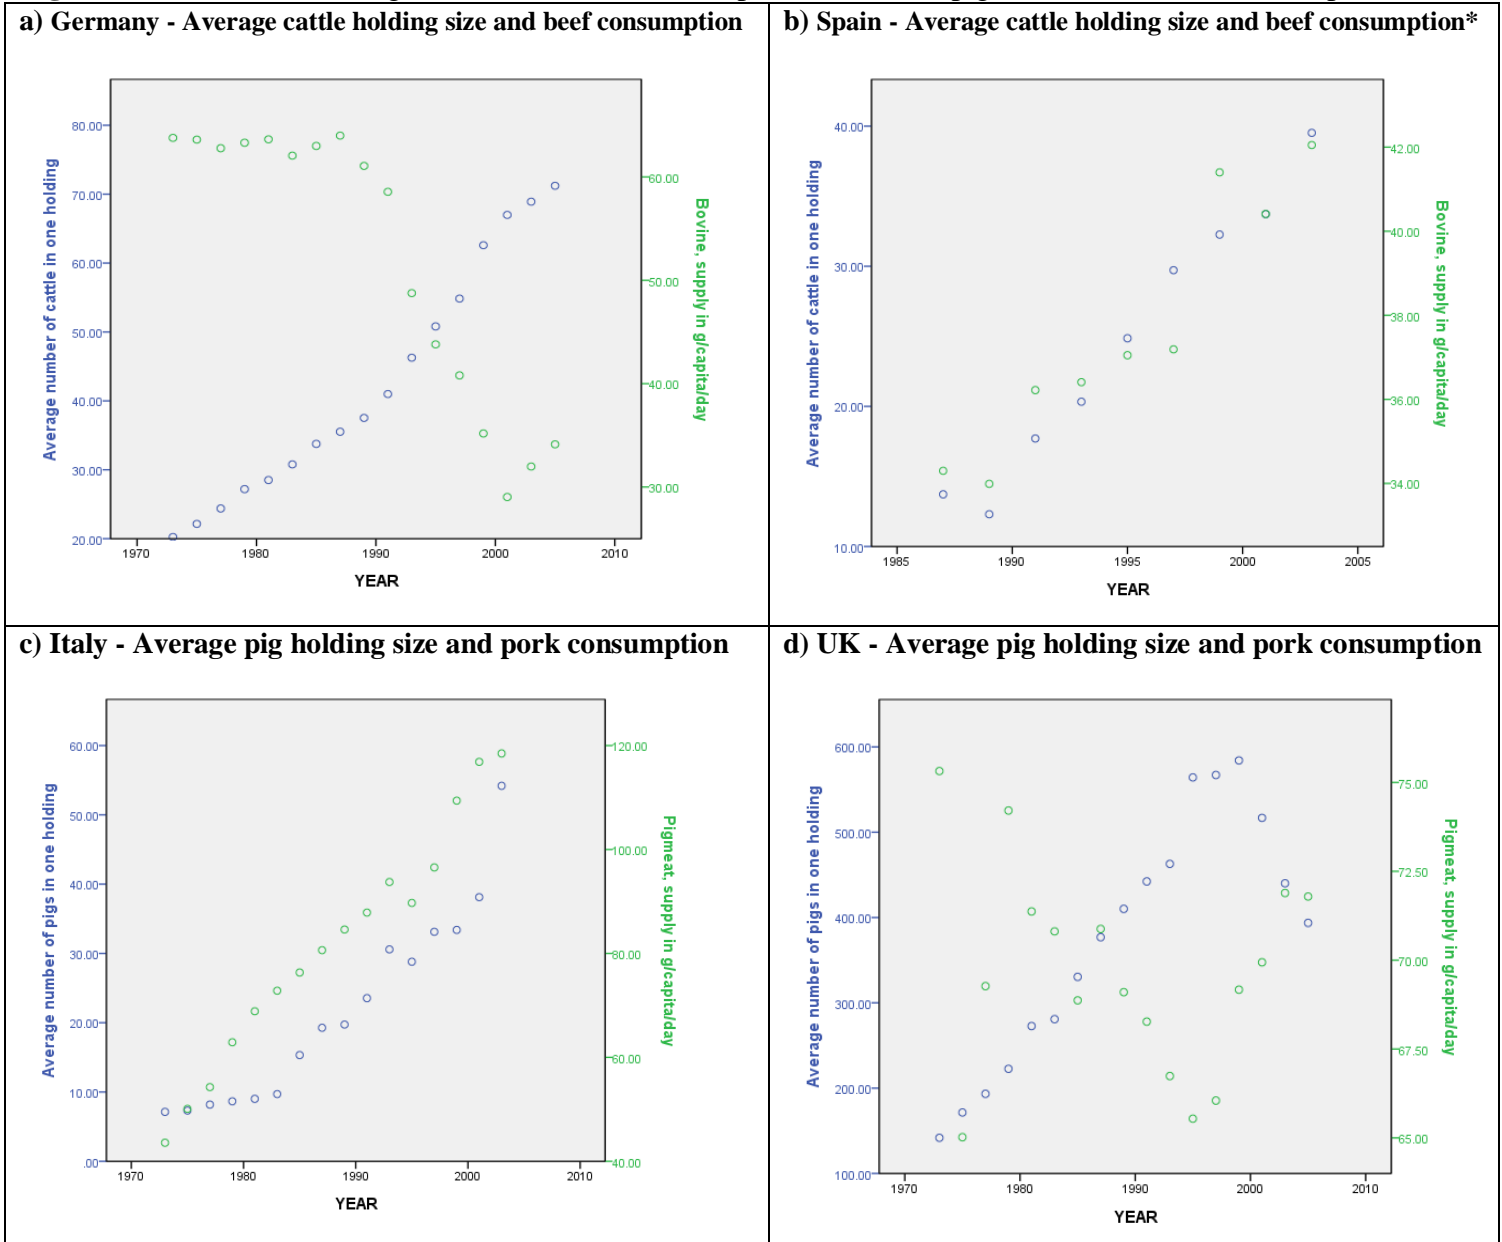 a) Germany - Average cattle holding size and beef consumption
80.00
70.00
60.00
50.00
40.00
30.00
20.00
Average number of cattle in one holding
60.00
50.00
40.00
30.00
Bovine, supply in g/capita/day
1970 1980 1990 2000 2010
YEAR
b) Spain - Average cattle holding size and beef consumption*
40.00
30.00
20.00
10.00
Average number of cattle in one holding
42.00
40.00
38.00
36.00
34.00
Bovine, supply in g/capita/day
1985 1990 1995 2000 2005
YEAR
c) Italy - Average pig holding size and pork consumption
60.00
50.00
40.00
30.00
20.00
10.00
.00
Average number of pigs in one holding
120.00
100.00
80.00
60.00
40.00
Pigmeat, supply in g/capita/day
1970 1980 1990 2000 2010
YEAR
d) UK - Average pig holding size and pork consumption
600.00
500.00
400.00
300.00
200.00
100.00
Average number of pigs in one holding
75.00
72.50
70.00
67.50
65.00
Pigmeat, supply in g/capita/day
1970 1980 1990 2000 2010
YEAR